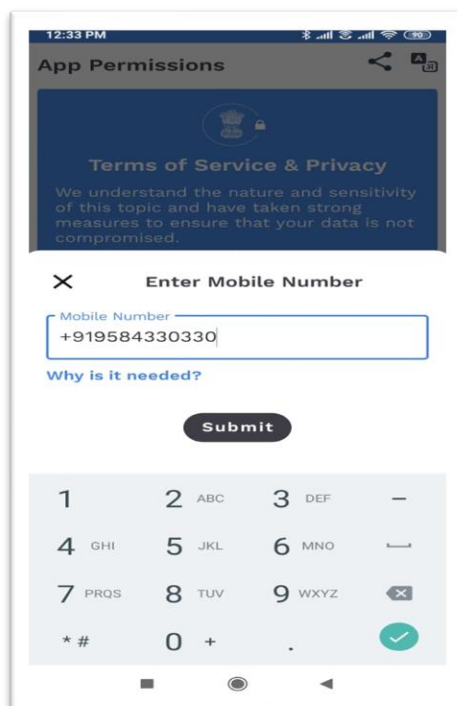 12:33 PM
90
App Permissions
Terms of Service & Privacy
We understand the nature and sensitivity
of this topic and have taken strong
measures to ensure that your data is not
compromised.
Enter Mobile Number
Mobile Number
+919584330330
Why is it needed?
Submit
1 2 ABC 3 DEF –
4 GHI 5 JKL 6 MNO
7 PRQS 8 TUV 9 WXYZ
* # 0 + .